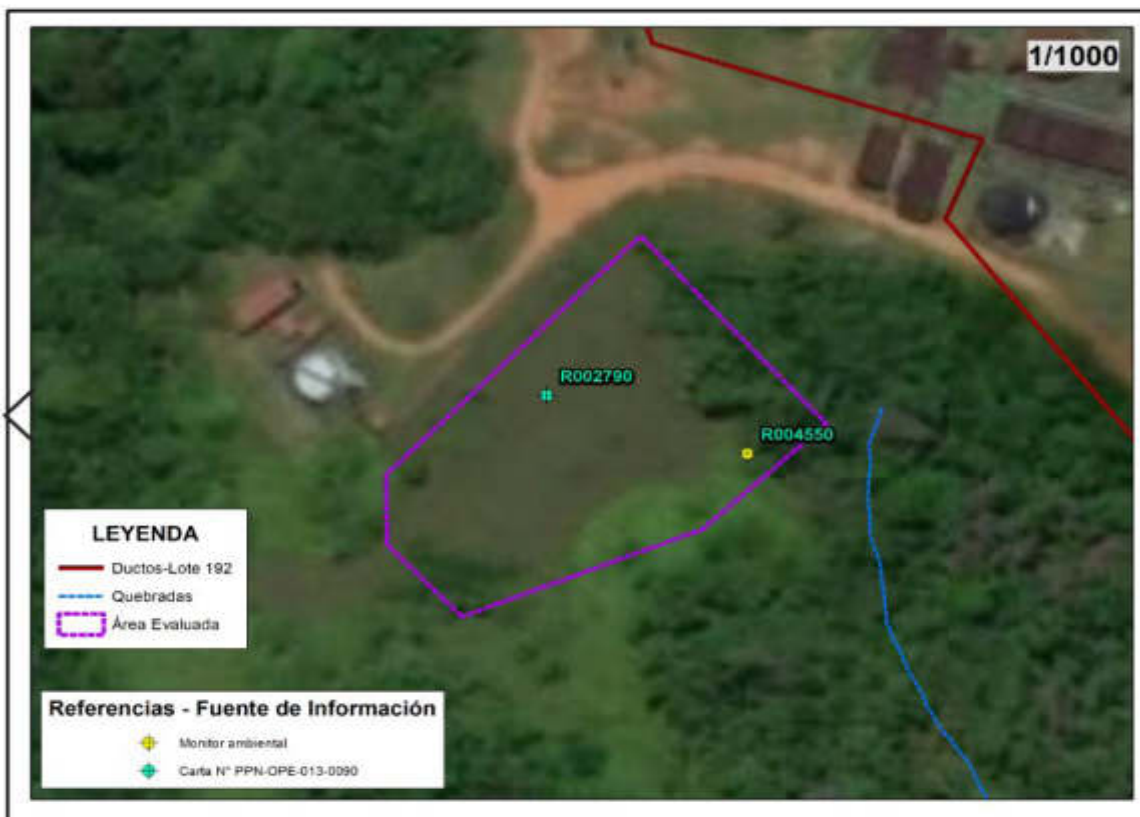 1/1000
R002790
R004550
LEYENDA
Ductos-Lote 192
Quebradas
Área Evaluada
Referencias - Fuente de Información
Monitor ambiental
Carta N° PPN-OPE-013-0090